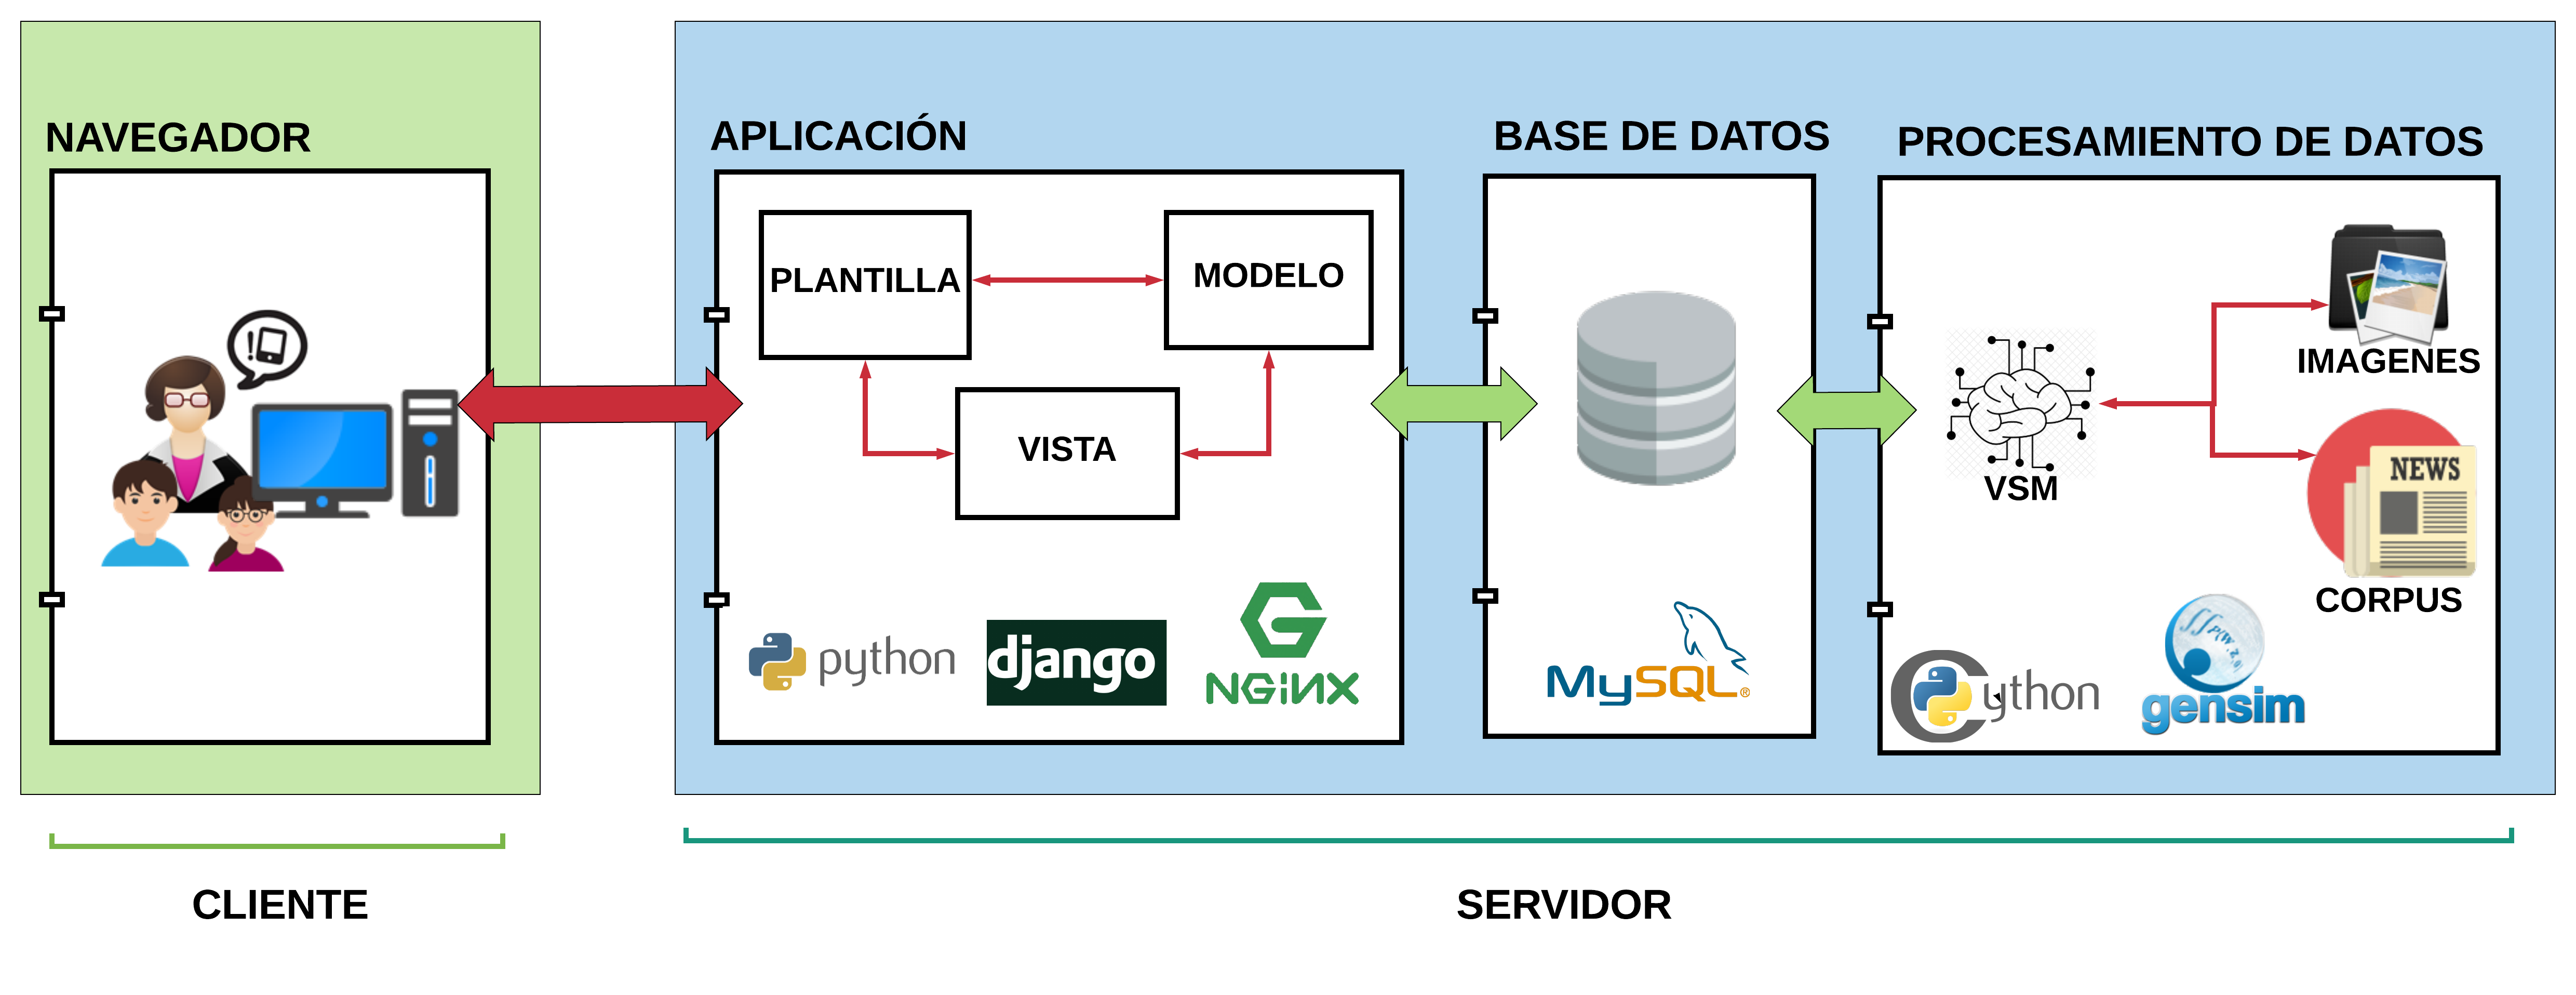 NAVEGADOR
APLICACIÓN
BASE DE DATOS
PROCESAMIENTO DE DATOS
PLANTILLA
MODELO
VISTA
python
django
NGiNX
MySQL®
VSM
IMAGENES
NEWS
CORPUS
Cython
gensim
CLIENTE
SERVIDOR